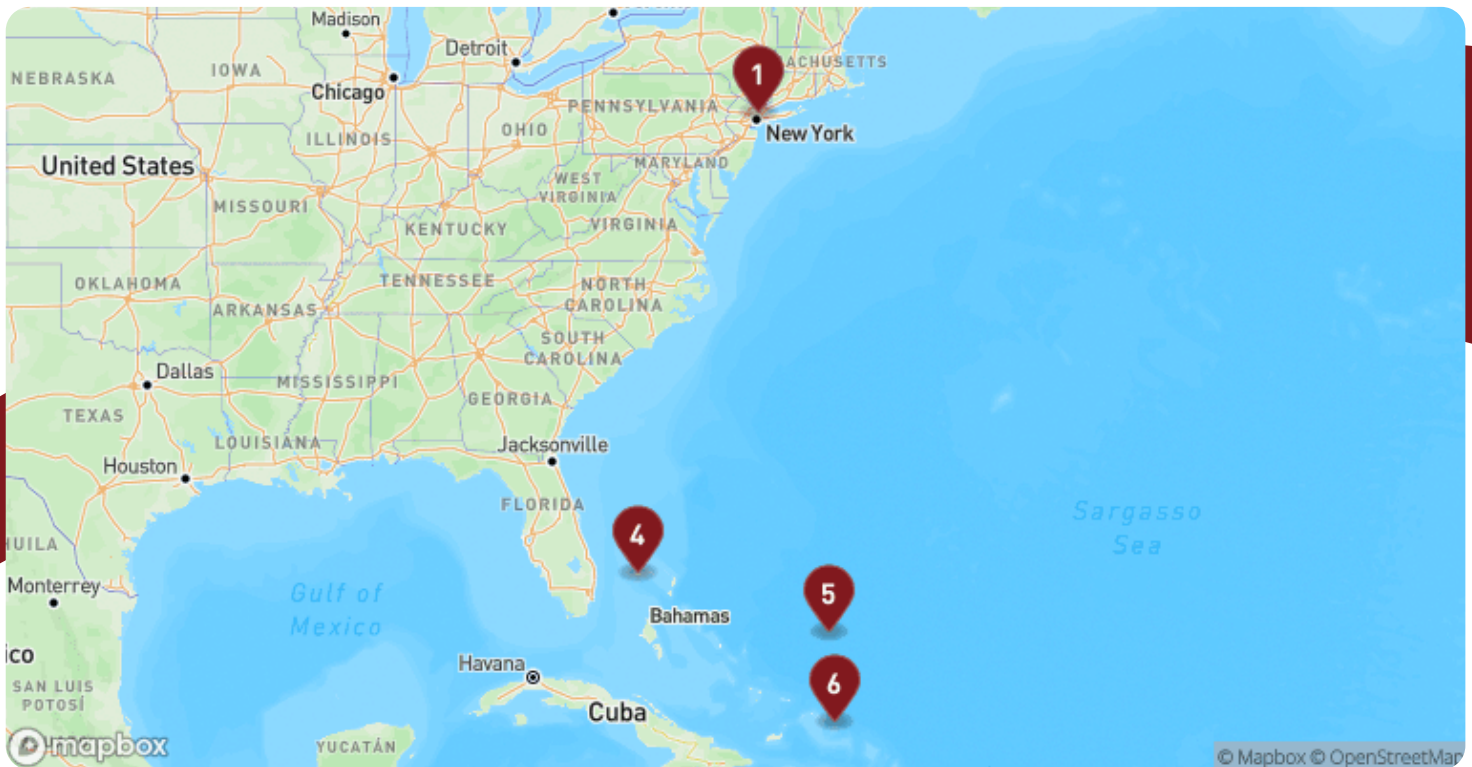 Madison
Detroit
NEBRASKA
IOWA
Chicago
1
ACHUSETTS
PENNSYLVANIA
New York
ILLINOIS
OHIO
United States
MARYLAND
WEST
VIRGINIA
MISSOURI
KENTUCKY
VIRGINIA
OKLAHOMA
TENNESSEE
NORTH
CAROLINA
ARKANSAS
SOUTH
CAROLINA
Dallas
MISSISSIPPI
GEORGIA
TEXAS
LOUISIANA
Jacksonville
Houston
FLORIDA
Sargasso
Sea
4
HUILA
Monterrey
Gulf of
Mexico
5
Bahamas
ico
Havana
6
SAN LUIS
POTOSÍ
Cuba
YUCATÁN
mapbox
© Mapbox © OpenStreetMap